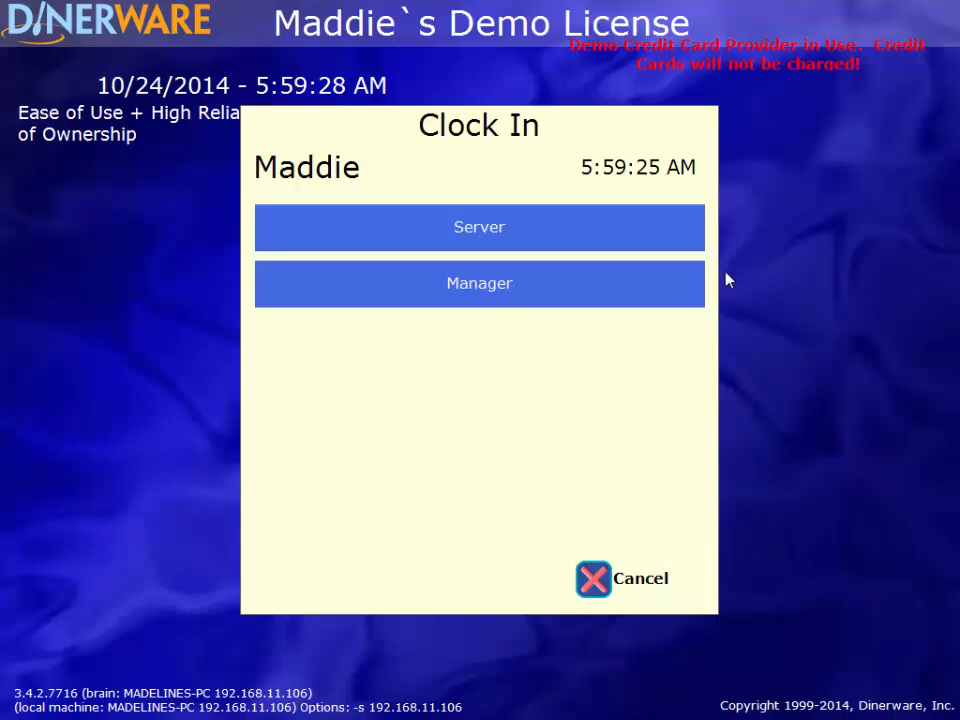 DINERWARE
Maddie`s Demo License
Demo Credit Card Provider in Use. Credit
Cards will not be charged!
10/24/2014 - 5:59:28 AM
Ease of Use + High Relia
of Ownership
Clock In
Maddie
5:59:25 AM
Server
Manager
Cancel
3.4.2.7716 (brain: MADELINES-PC 192.168.11.106)
(local machine: MADELINES-PC 192.168.11.106) Options: -s 192.168.11.106
Copyright 1999-2014, Dinerware, Inc.